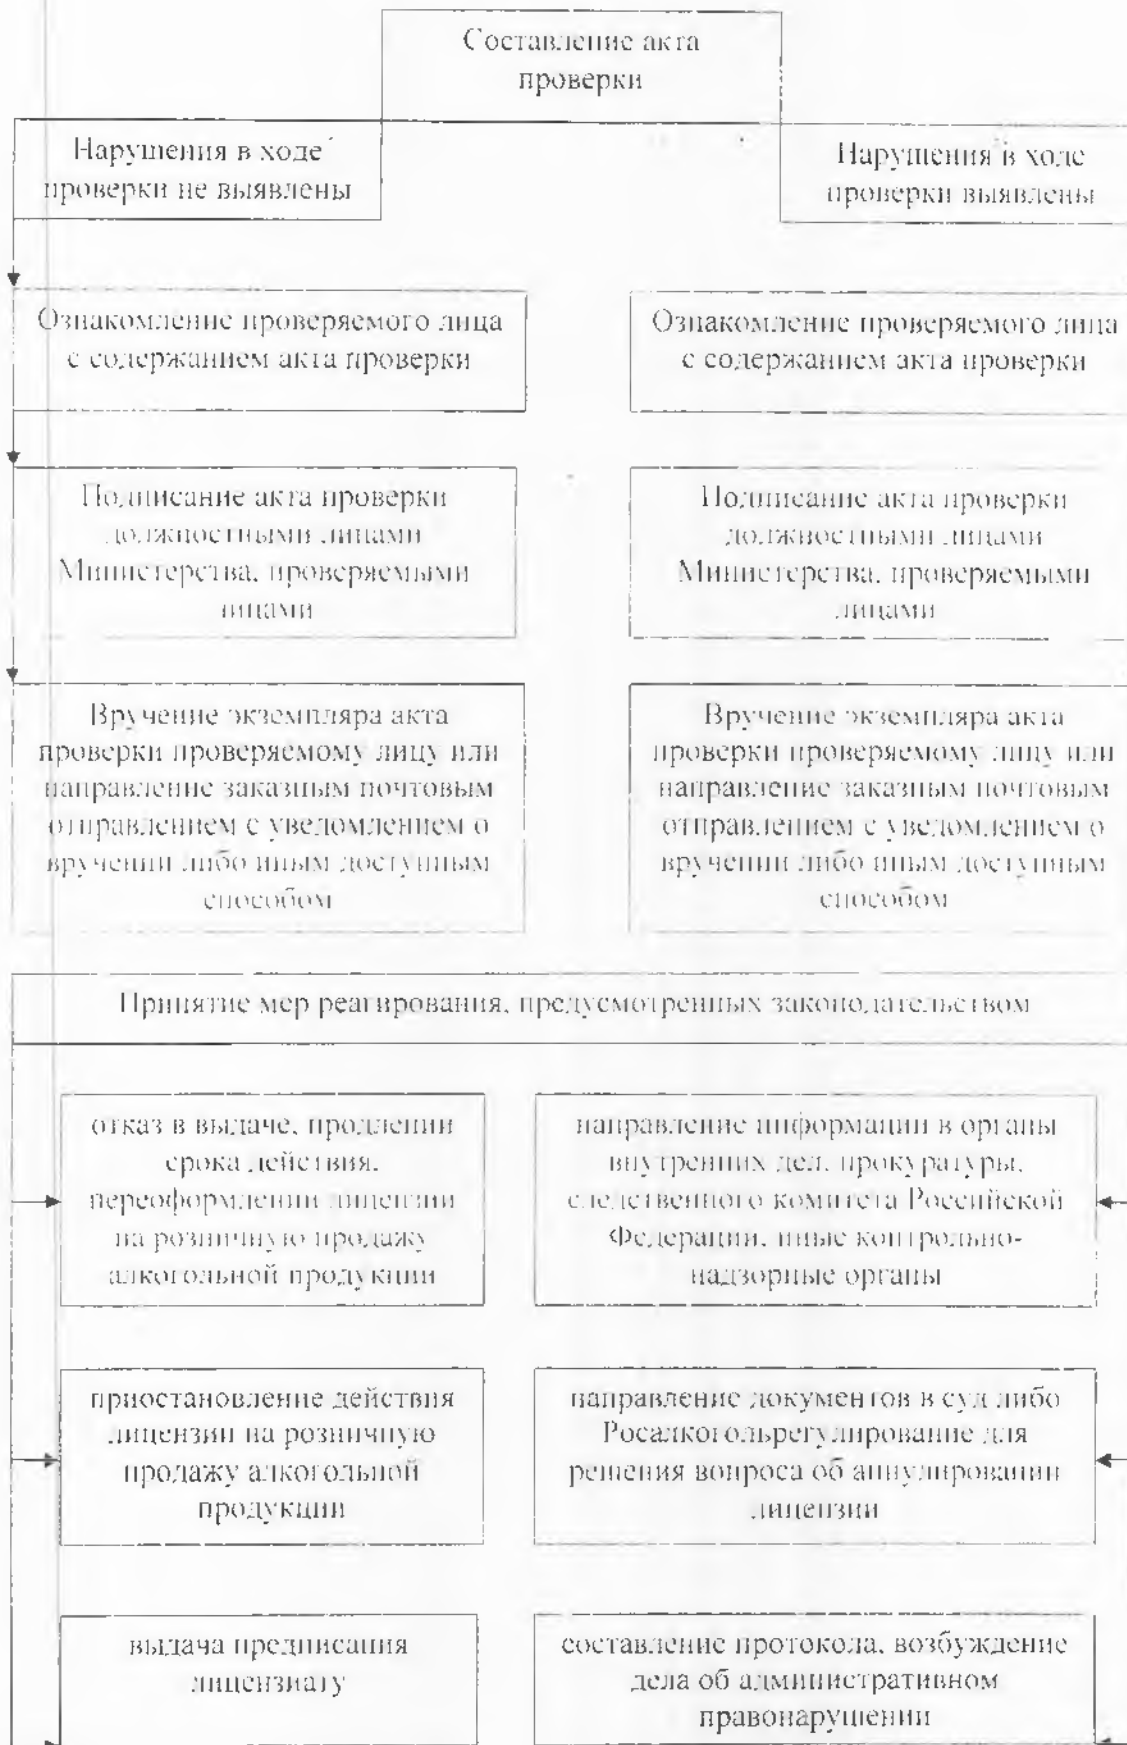 Составление акта
проверки
Нарушения в ходе
проверки не выявлены
Нарушения в ходе
проверки выявлены
Ознакомление проверяемого лица
с содержанием акта проверки
Ознакомление проверяемого лица
с содержанием акта проверки
Подписание акта проверки
должностными лицами
Министерства, проверяемыми
лицами
Подписание акта проверки
должностными лицами
Министерства, проверяемыми
лицами
Вручение экземпляра акта
проверки проверяемому лицу или
направление заказным почтовым
отправлением с уведомлением о
вручении либо иным доступным
способом
Вручение экземпляра акта
проверки проверяемому лицу или
направление заказным почтовым
отправлением с уведомлением о
вручении либо иным доступным
способом
Принятие мер реагирования, предусмотренных законодательством
отказ в выдаче, продлении
срока действия,
переоформлении лицензии
на розничную продажу
алкогольной продукции
направление информации в органы
внутренних дел, прокуратуры,
следственного комитета Российской
Федерации, иные контрольно-
надзорные органы
приостановление действия
лицензии на розничную
продажу алкогольной
продукции
направление документов в суд либо
Росалкогольрегулирование для
решения вопроса об аннулировании
лицензии
выдача предписания
лицензиату
составление протокола, возбуждение
дела об административном
правонарушении